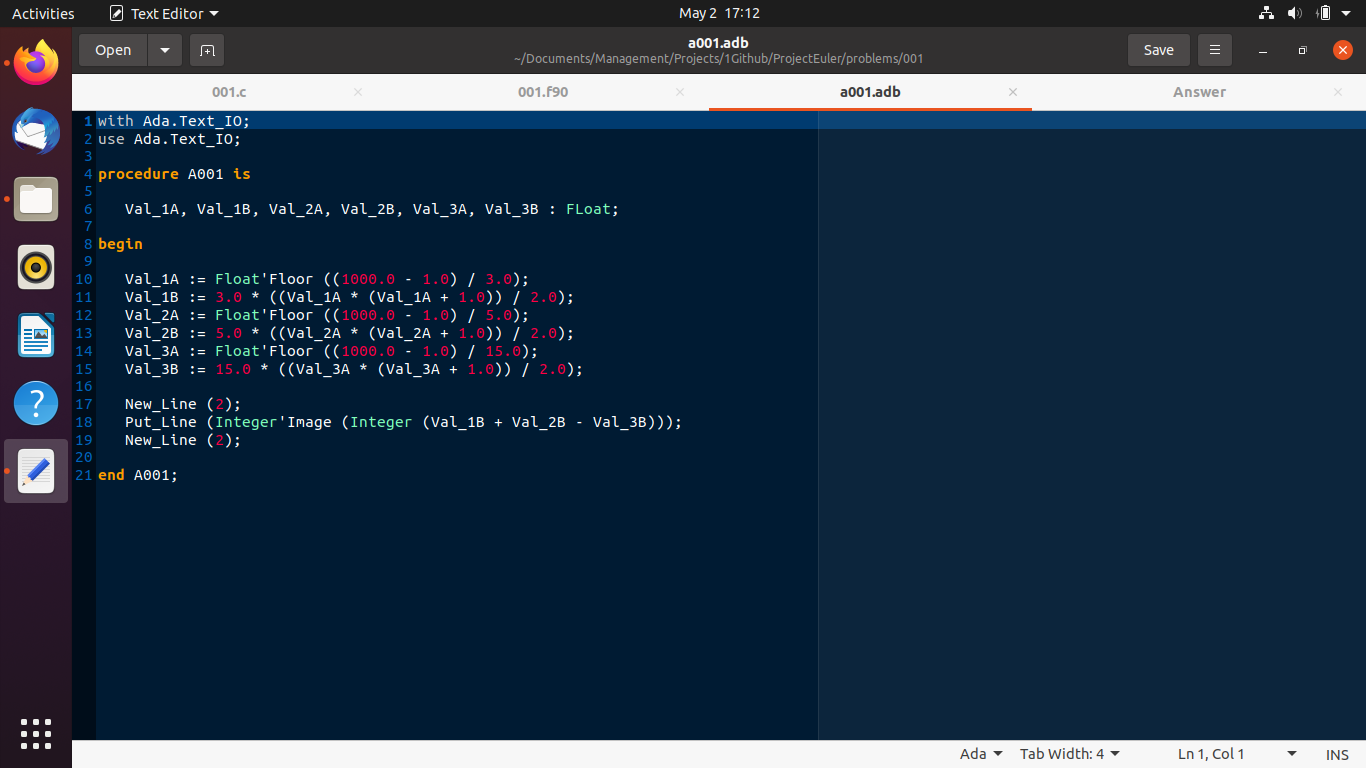 Activities Text Editor May 2 17:12
Open a001.adb Save
~/Documents/Management/Projects/1Github/ProjectEuler/problems/001
001.c 001.f90 a001.adb Answer
1 with Ada.Text_IO;
2 use Ada.Text_IO;
3
4 procedure A001 is
5
6 Val_1A, Val_1B, Val_2A, Val_2B, Val_3A, Val_3B : FLoat;
7
8 begin
9
10 Val_1A := Float'Floor ((1000.0 - 1.0) / 3.0);
11 Val_1B := 3.0 * ((Val_1A * (Val_1A + 1.0)) / 2.0);
12 Val_2A := Float'Floor ((1000.0 - 1.0) / 5.0);
13 Val_2B := 5.0 * ((Val_2A * (Val_2A + 1.0)) / 2.0);
14 Val_3A := Float'Floor ((1000.0 - 1.0) / 15.0);
15 Val_3B := 15.0 * ((Val_3A * (Val_3A + 1.0)) / 2.0);
16
17 New_Line (2);
18 Put_Line (Integer'Image (Integer (Val_1B + Val_2B - Val_3B)));
19 New_Line (2);
20
21 end A001;
Ada Tab Width: 4 Ln 1, Col 1 INS